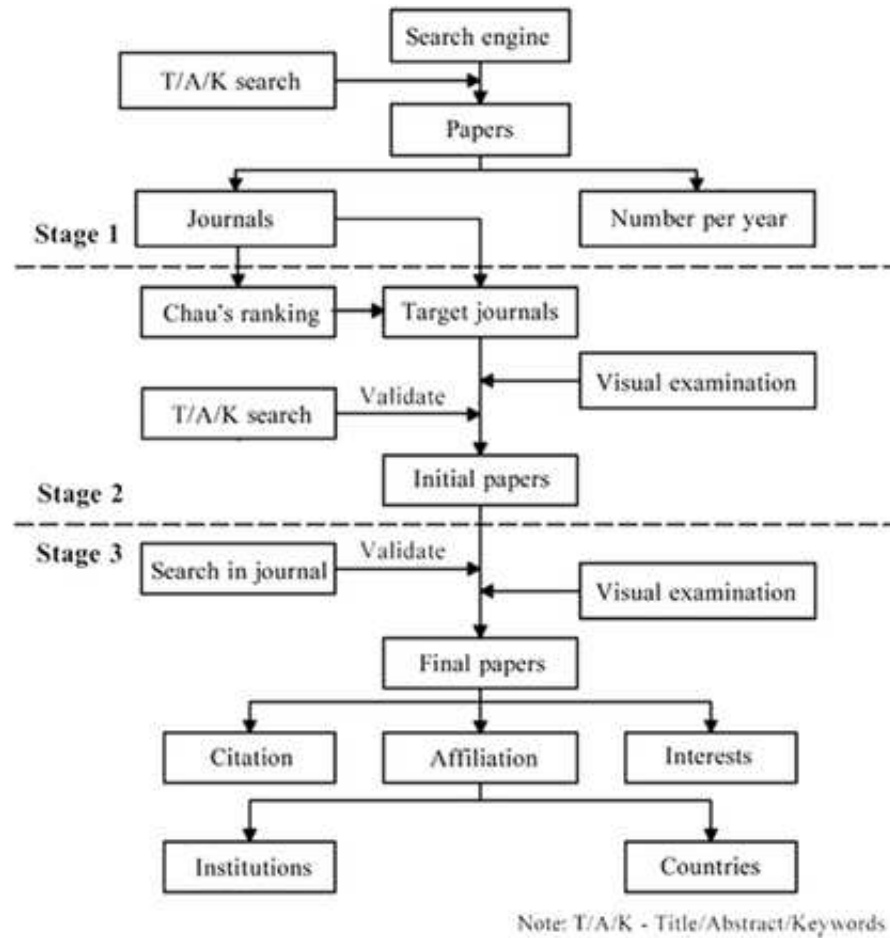 Search engine
T/A/K search
Papers
Journals
Number per year
Stage 1
Chau's ranking
Target journals
Visual examination
Validate
T/A/K search
Initial papers
Stage 2
Stage 3
Validate
Search in journal
Visual examination
Final papers
Citation
Affiliation
Interests
Institutions
Countries
Note: T/A/K - Title/Abstract/Keywords